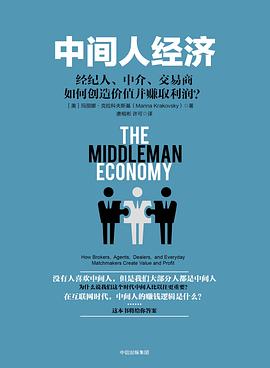 中间人经济
经纪人、中介、交易商
如何创造价值并赚取利润?
[美]玛丽娜·克拉科夫斯基 (Marina Krakovsky) 著
唐榕彬 许可 译
THE
MIDDLEMAN
ECONOMY
How Brokers, Agents, Dealers, and Everyday
Matchmakers Create Value and Profit
没有人喜欢中间人,但是我们大部分人都是中间人
为什么说我们这个时代中间人比以往更重要?
在互联网时代,中间人的赚钱逻辑是什么?
······
这本书将给你答案
中信出版集团